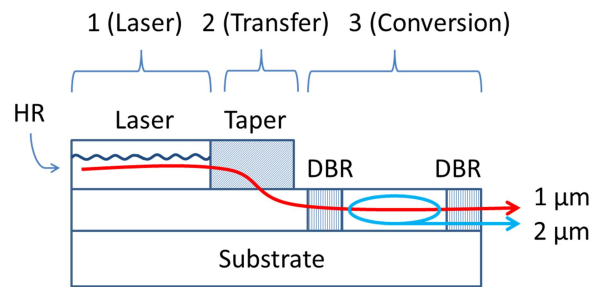 1 (Laser) 2 (Transfer) 3 (Conversion)
HR
Laser Taper
DBR DBR
1 µm
2 µm
Substrate